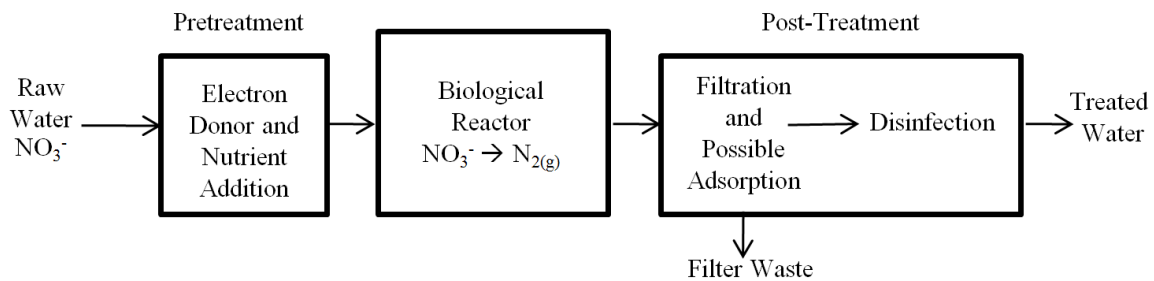 Pretreatment
Post-Treatment
Raw
Water
NO₃⁻
Electron
Donor and
Nutrient
Addition
Biological
Reactor
NO₃⁻ → N₂₍g₎
Filtration
and
Possible
Adsorption
Disinfection
Treated
Water
Filter Waste